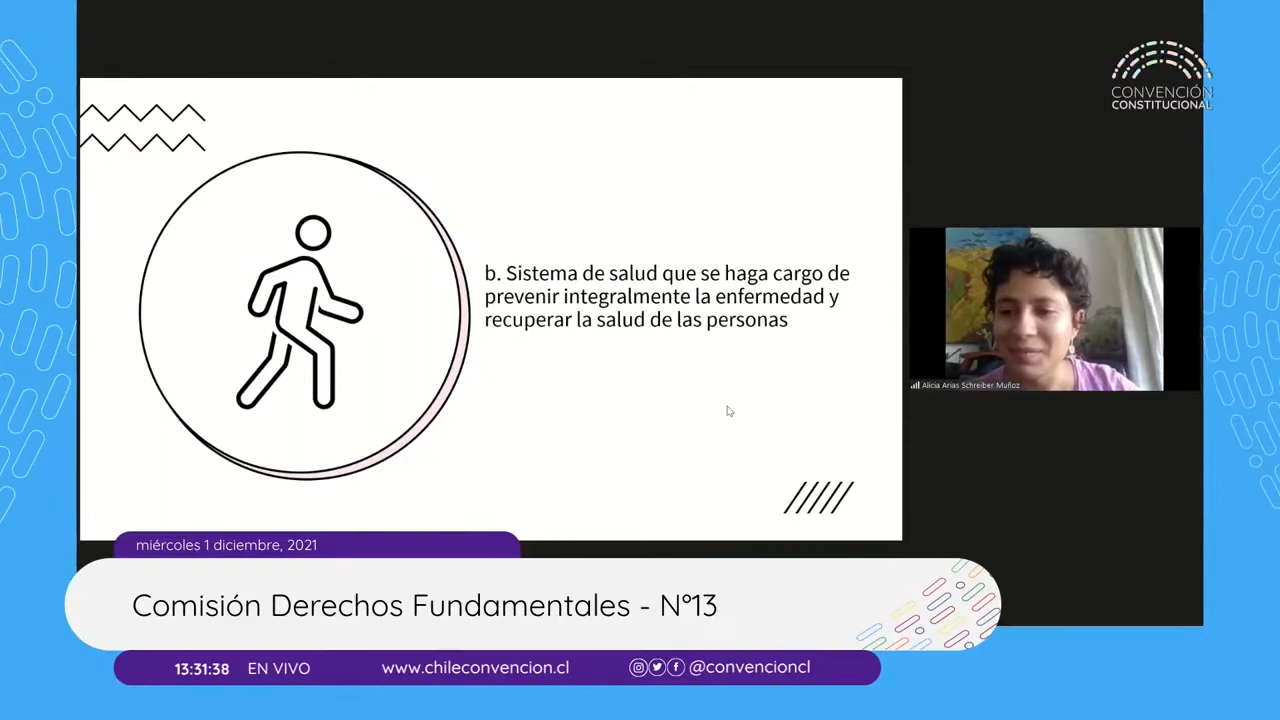 CONVENCIÓN
CONSTITUCIONAL
b. Sistema de salud que se haga cargo de
prevenir integralmente la enfermedad y
recuperar la salud de las personas
Alicia Arias Schreiber Muñoz
miércoles 1 diciembre, 2021
Comisión Derechos Fundamentales - N°13
13:31:38 EN VIVO www.chileconvencion.cl @convencioncl